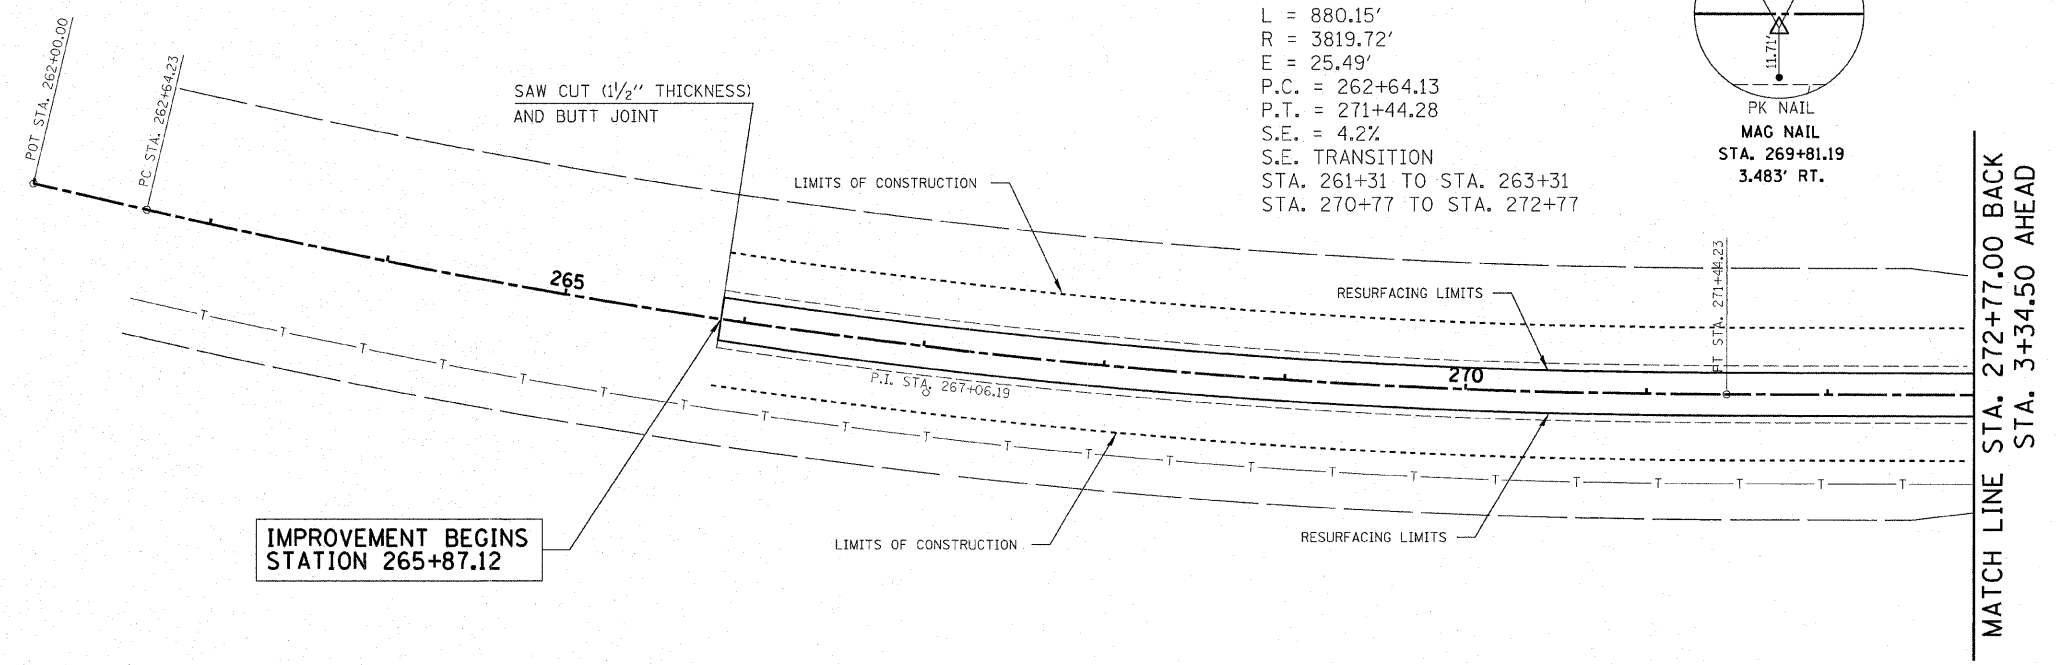 POT STA. 262+00.00
PC STA. 262+64.23
SAW CUT (1 1/2" THICKNESS)
AND BUTT JOINT
LIMITS OF CONSTRUCTION
L = 880.15'
R = 3819.72'
E = 25.49'
P.C. = 262+64.13
P.T. = 271+44.28
S.E. = 4.2%
S.E. TRANSITION
STA. 261+31 TO STA. 263+31
STA. 270+77 TO STA. 272+77
11.71'
PK NAIL
MAG NAIL
STA. 269+81.19
3.483' RT.
265
RESURFACING LIMITS
PT STA. 271+44.23
270
P.I. STA. 267+06.19
T T T T T T T T T T T T T T T T T T T T T T
IMPROVEMENT BEGINS
STATION 265+87.12
LIMITS OF CONSTRUCTION
RESURFACING LIMITS
MATCH LINE STA. 272+77.00 BACK
STA. 3+34.50 AHEAD